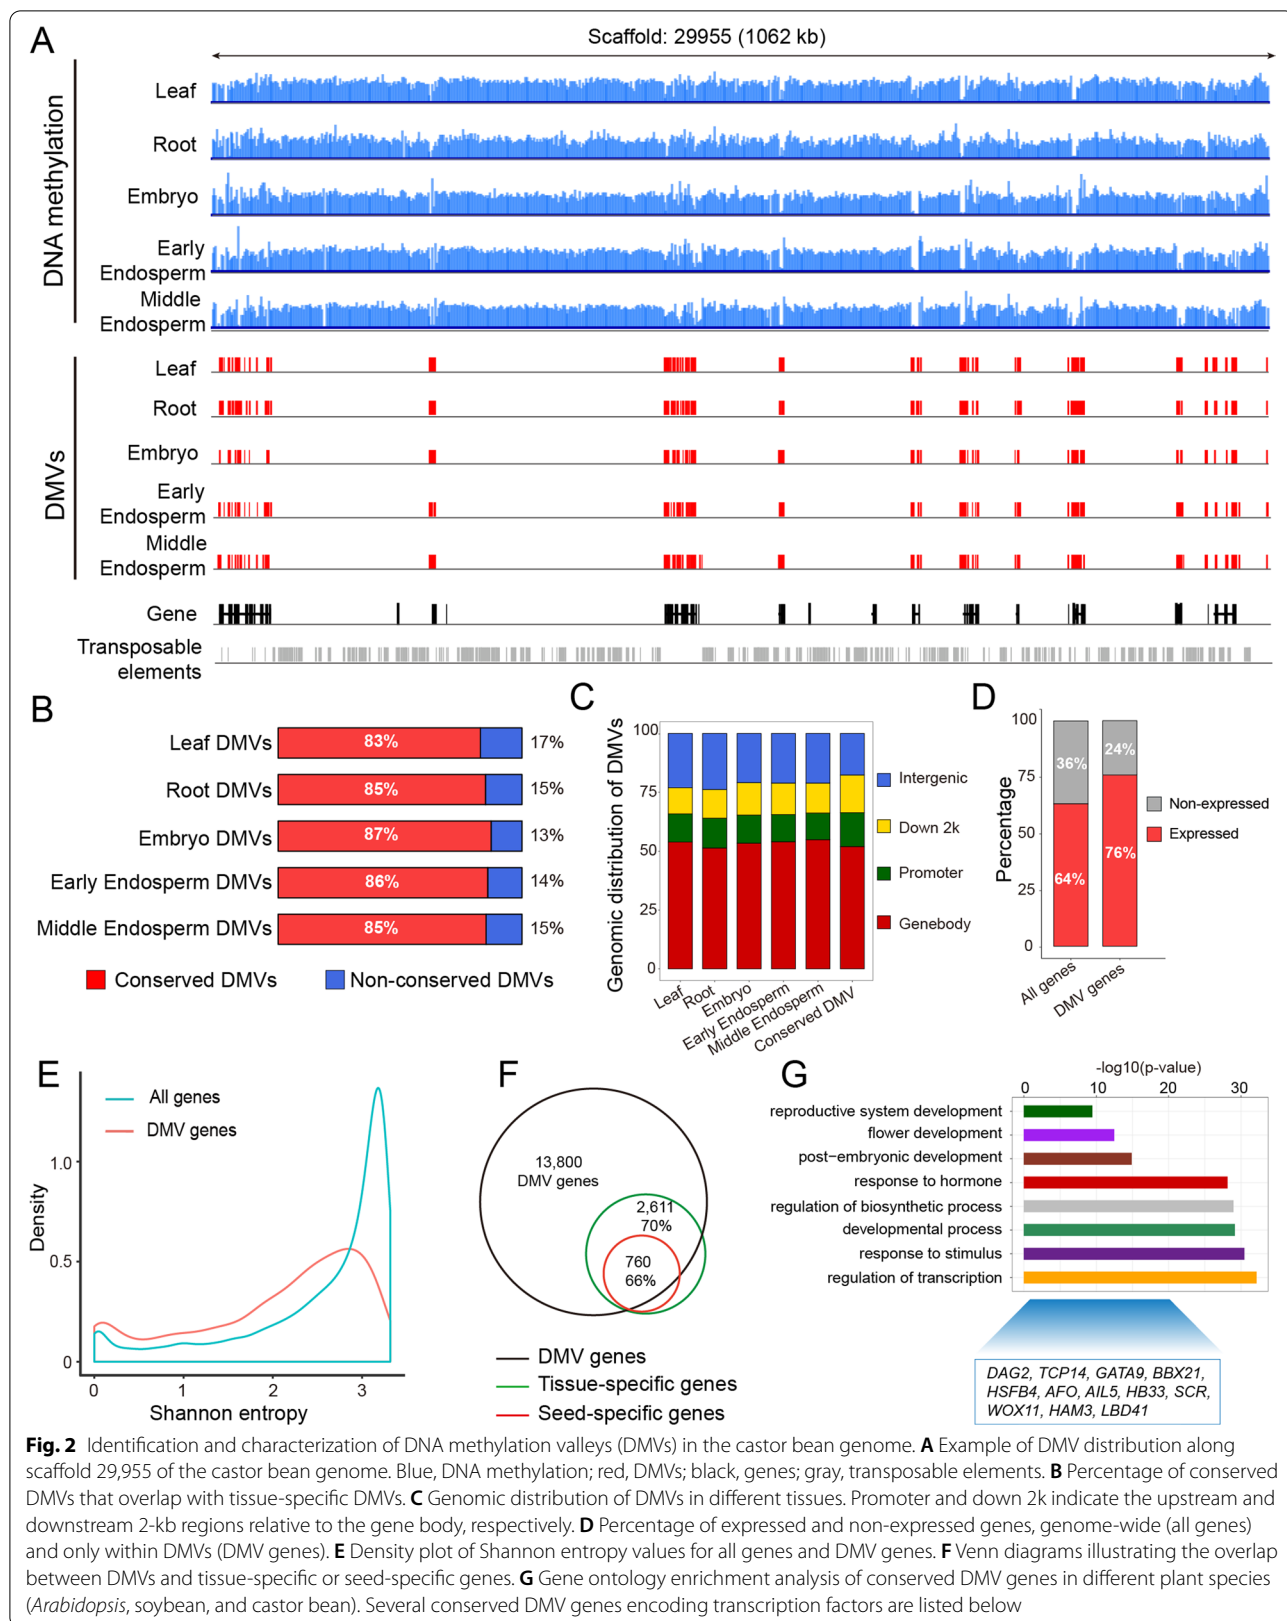 A
Scaffold: 29955 (1062 kb)
DNA methylation
Leaf
Root
Embryo
Early
Endosperm
Middle
Endosperm
DMVs
Leaf
Root
Embryo
Early
Endosperm
Middle
Endosperm
Gene
Transposable
elements
B
Leaf DMVs 83% 17%
Root DMVs 85% 15%
Embryo DMVs 87% 13%
Early Endosperm DMVs 86% 14%
Middle Endosperm DMVs 85% 15%
Conserved DMVs Non-conserved DMVs
C
Genomic distribution of DMVs
100
75
50
25
0
Leaf
Root
Embryo
Early Endosperm
Middle Endosperm
Conserved DMV
Intergenic
Down 2k
Promoter
Genebody
D
Percentage
100
75
50
25
0
36% 24%
64% 76%
All genes
DMV genes
Non-expressed
Expressed
E
All genes
DMV genes
Density
1.0
0.5
0
0 1 2 3
Shannon entropy
F
13,800
DMV genes
2,611
70%
760
66%
DMV genes
Tissue-specific genes
Seed-specific genes
G
-log10(p-value)
0 10 20 30
reproductive system development
flower development
post-embryonic development
response to hormone
regulation of biosynthetic process
developmental process
response to stimulus
regulation of transcription
DAG2, TCP14, GATA9, BBX21,
HSFB4, AFO, AIL5, HB33, SCR,
WOX11, HAM3, LBD41
Fig. 2 Identification and characterization of DNA methylation valleys (DMVs) in the castor bean genome. A Example of DMV distribution along
scaffold 29,955 of the castor bean genome. Blue, DNA methylation; red, DMVs; black, genes; gray, transposable elements. B Percentage of conserved
DMVs that overlap with tissue-specific DMVs. C Genomic distribution of DMVs in different tissues. Promoter and down 2k indicate the upstream and
downstream 2-kb regions relative to the gene body, respectively. D Percentage of expressed and non-expressed genes, genome-wide (all genes)
and only within DMVs (DMV genes). E Density plot of Shannon entropy values for all genes and DMV genes. F Venn diagrams illustrating the overlap
between DMVs and tissue-specific or seed-specific genes. G Gene ontology enrichment analysis of conserved DMV genes in different plant species
(Arabidopsis, soybean, and castor bean). Several conserved DMV genes encoding transcription factors are listed below